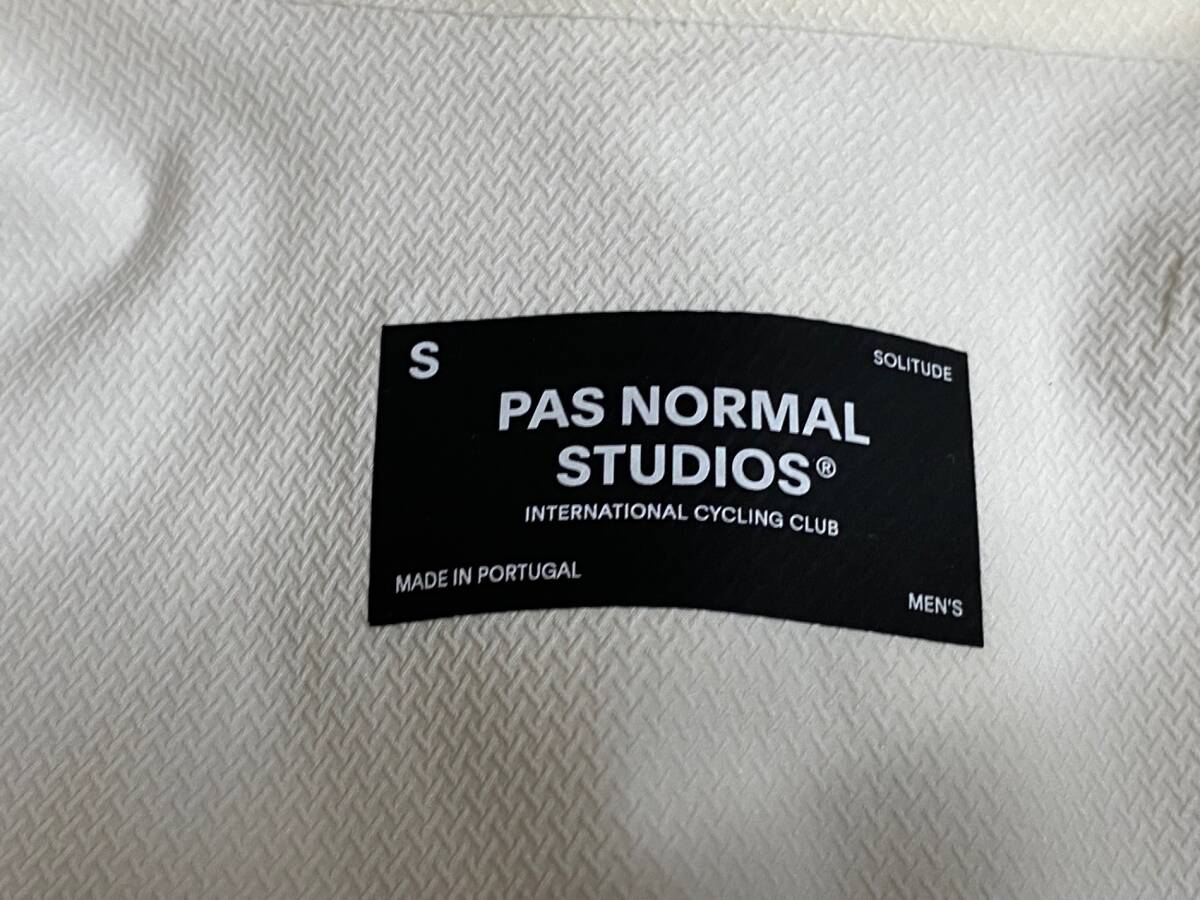 S
SOLITUDE
PAS NORMAL
STUDIOS®
INTERNATIONAL CYCLING CLUB
MADE IN PORTUGAL
MEN'S